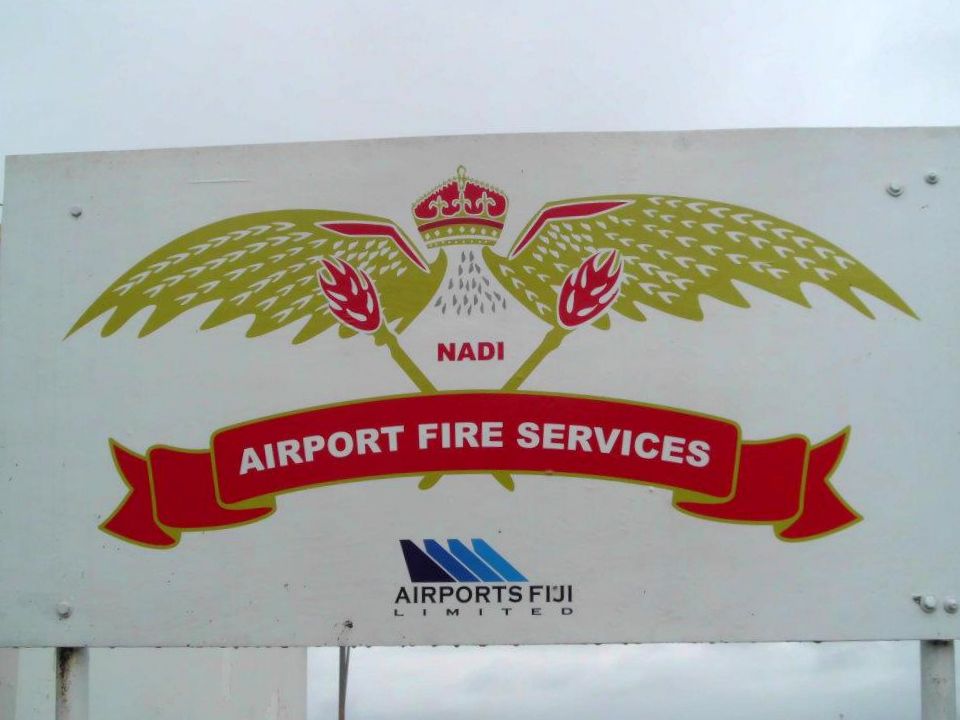 NADI
AIRPORT FIRE SERVICES
AIRPORTS FIJI
LIMITED